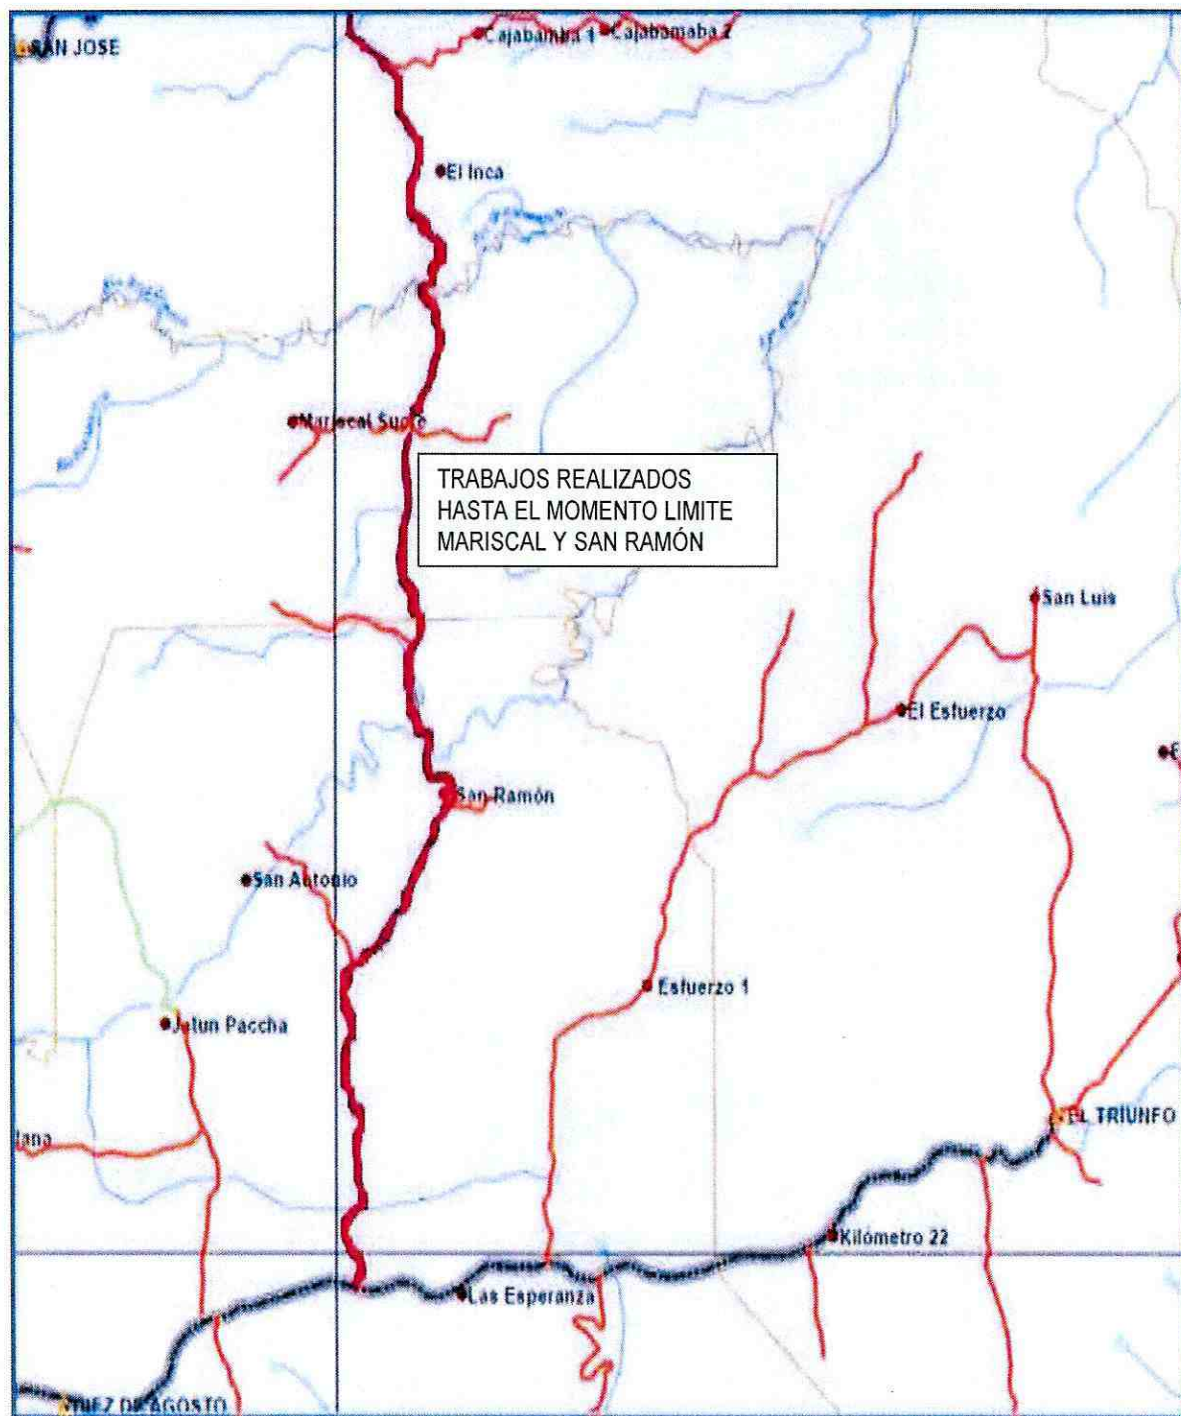 SAN JOSE
Cajabamba 1
Cajabamaba 2
El Inca
Mariscal Sucre
TRABAJOS REALIZADOS
HASTA EL MOMENTO LIMITE
MARISCAL Y SAN RAMÓN
San Luis
El Esfuerzo
E
San Ramón
San Antonio
Esfuerzo 1
Jatun Paccha
EL TRIUNFO
lana
Kilómetro 22
Las Esperanza
DIEZ DE AGOSTO